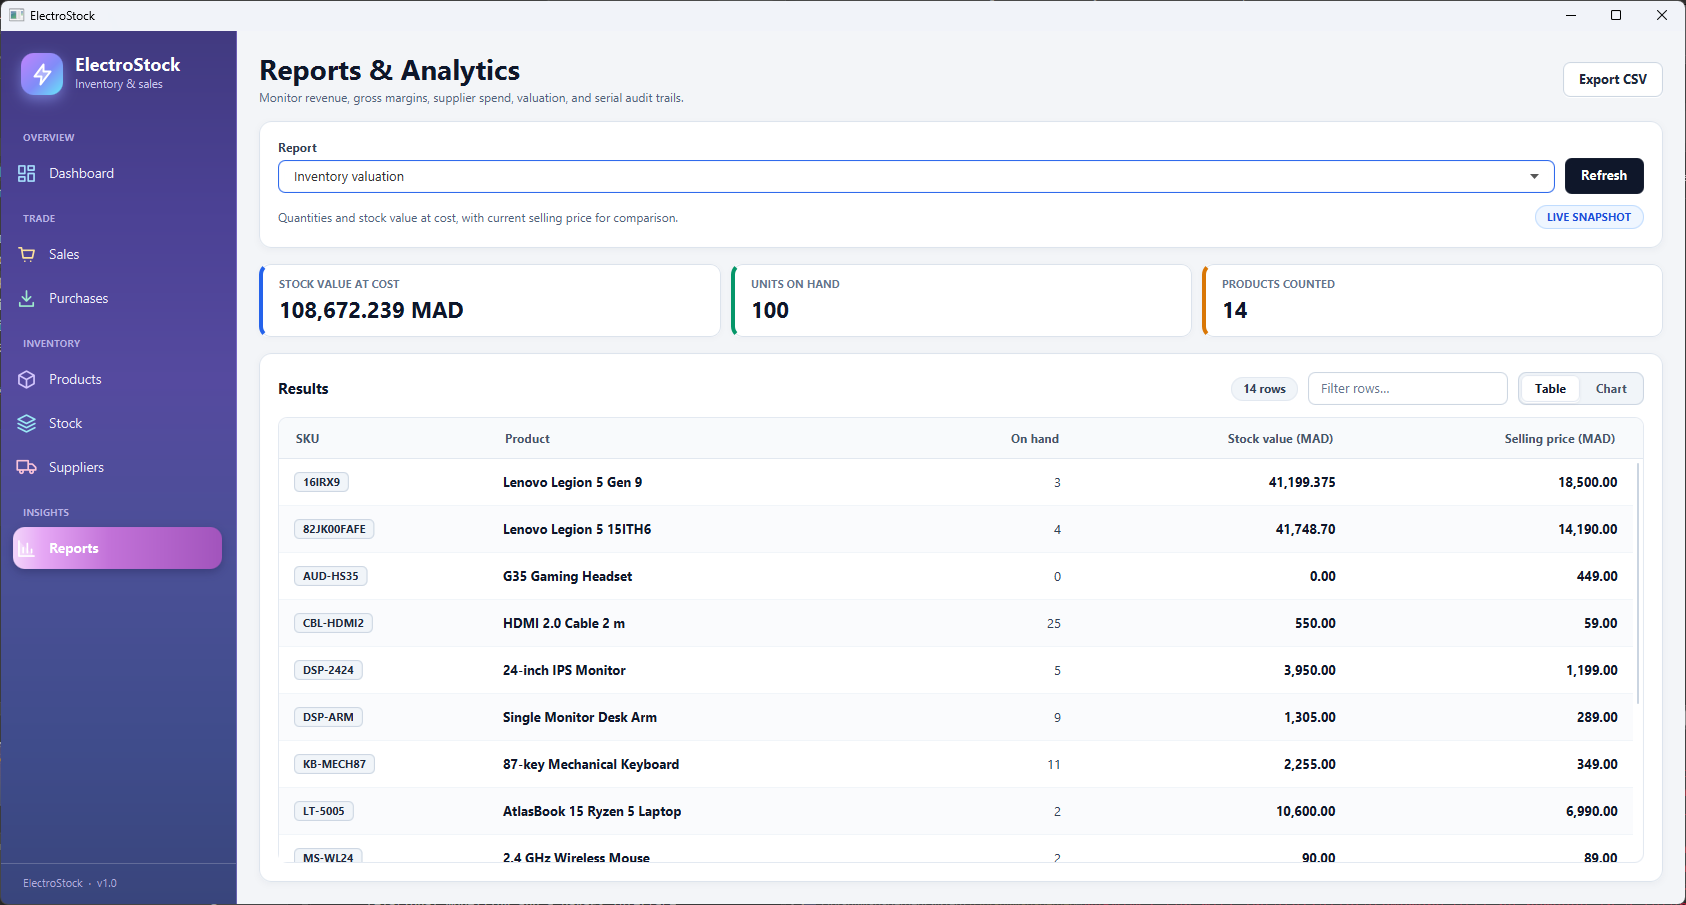 ElectroStock
ElectroStock
Inventory & sales
OVERVIEW
Dashboard
TRADE
Sales
Purchases
INVENTORY
Products
Stock
Suppliers
INSIGHTS
Reports
ElectroStock · v1.0
Reports & Analytics
Monitor revenue, gross margins, supplier spend, valuation, and serial audit trails.
Export CSV
Report
Inventory valuation
Refresh
Quantities and stock value at cost, with current selling price for comparison.
LIVE SNAPSHOT
STOCK VALUE AT COST
108,672.239 MAD
UNITS ON HAND
100
PRODUCTS COUNTED
14
Results
14 rows
Filter rows...
Table
Chart
SKU Product On hand Stock value (MAD) Selling price (MAD)
16IRX9 Lenovo Legion 5 Gen 9 3 41,199.375 18,500.00
82JK00FAFE Lenovo Legion 5 15ITH6 4 41,748.70 14,190.00
AUD-HS35 G35 Gaming Headset 0 0.00 449.00
CBL-HDMI2 HDMI 2.0 Cable 2 m 25 550.00 59.00
DSP-2424 24-inch IPS Monitor 5 3,950.00 1,199.00
DSP-ARM Single Monitor Desk Arm 9 1,305.00 289.00
KB-MECH87 87-key Mechanical Keyboard 11 2,255.00 349.00
LT-5005 AtlasBook 15 Ryzen 5 Laptop 2 10,600.00 6,990.00
MS-WL24 2.4 GHz Wireless Mouse 2 90.00 89.00